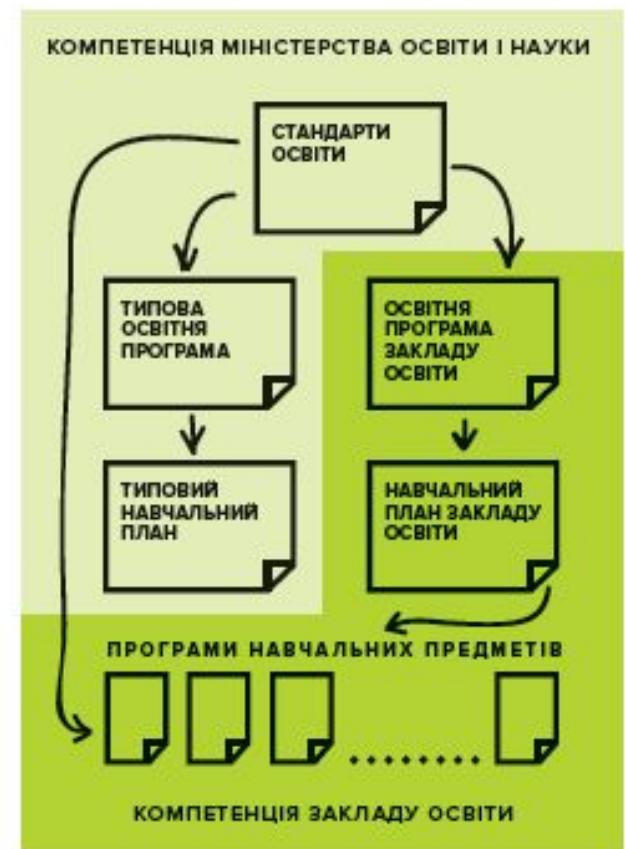 КОМПЕТЕНЦІЯ МІНІСТЕРСТВА ОСВІТИ І НАУКИ
СТАНДАРТИ
ОСВІТИ
ТИПОВА
ОСВІТНЯ
ПРОГРАМА
ОСВІТНЯ
ПРОГРАМА
ЗАКЛАДУ
ОСВІТИ
ТИПОВИЙ
НАВЧАЛЬНИЙ
ПЛАН
НАВЧАЛЬНИЙ
ПЛАН ЗАКЛАДУ
ОСВІТИ
ПРОГРАМИ НАВЧАЛЬНИХ ПРЕДМЕТІВ
КОМПЕТЕНЦІЯ ЗАКЛАДУ ОСВІТИ